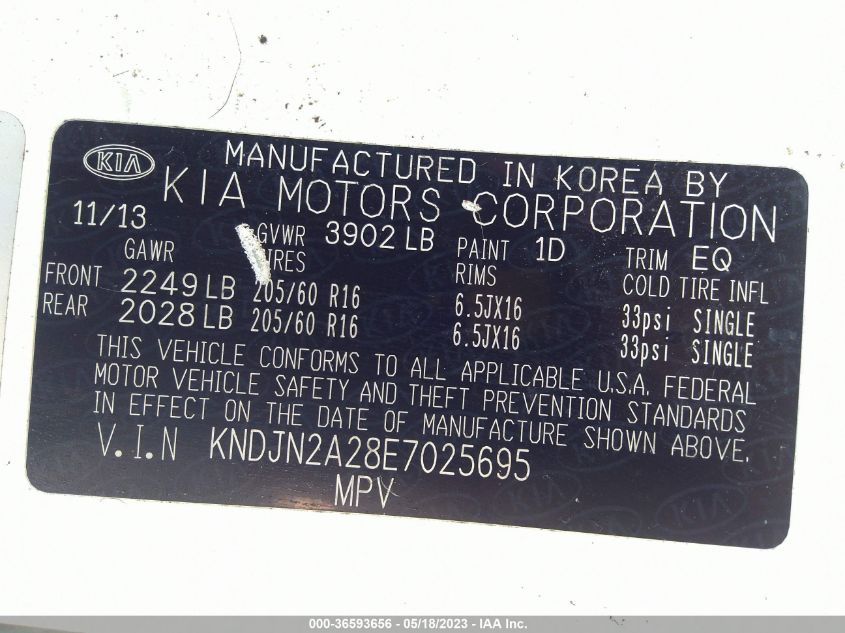 KIA MANUFACTURED IN KOREA BY
KIA MOTORS CORPORATION
11/13 GVWR 3902 LB PAINT 1D TRIM EQ
GAWR IRES RIMS COLD TIRE INFL
FRONT 2249 LB 205/60 R16 6.5JX16 33psi SINGLE
REAR 2028 LB 205/60 R16 6.5JX16 33psi SINGLE
THIS VEHICLE CONFORMS TO ALL APPLICABLE U.S.A. FEDERAL
MOTOR VEHICLE SAFETY AND THEFT PREVENTION STANDARDS
IN EFFECT ON THE DATE OF MANUFACTURE SHOWN ABOVE.
V.I.N KNDJN2A28E7025695
MPV
000-36593656 - 05/18/2023 - IAA Inc.